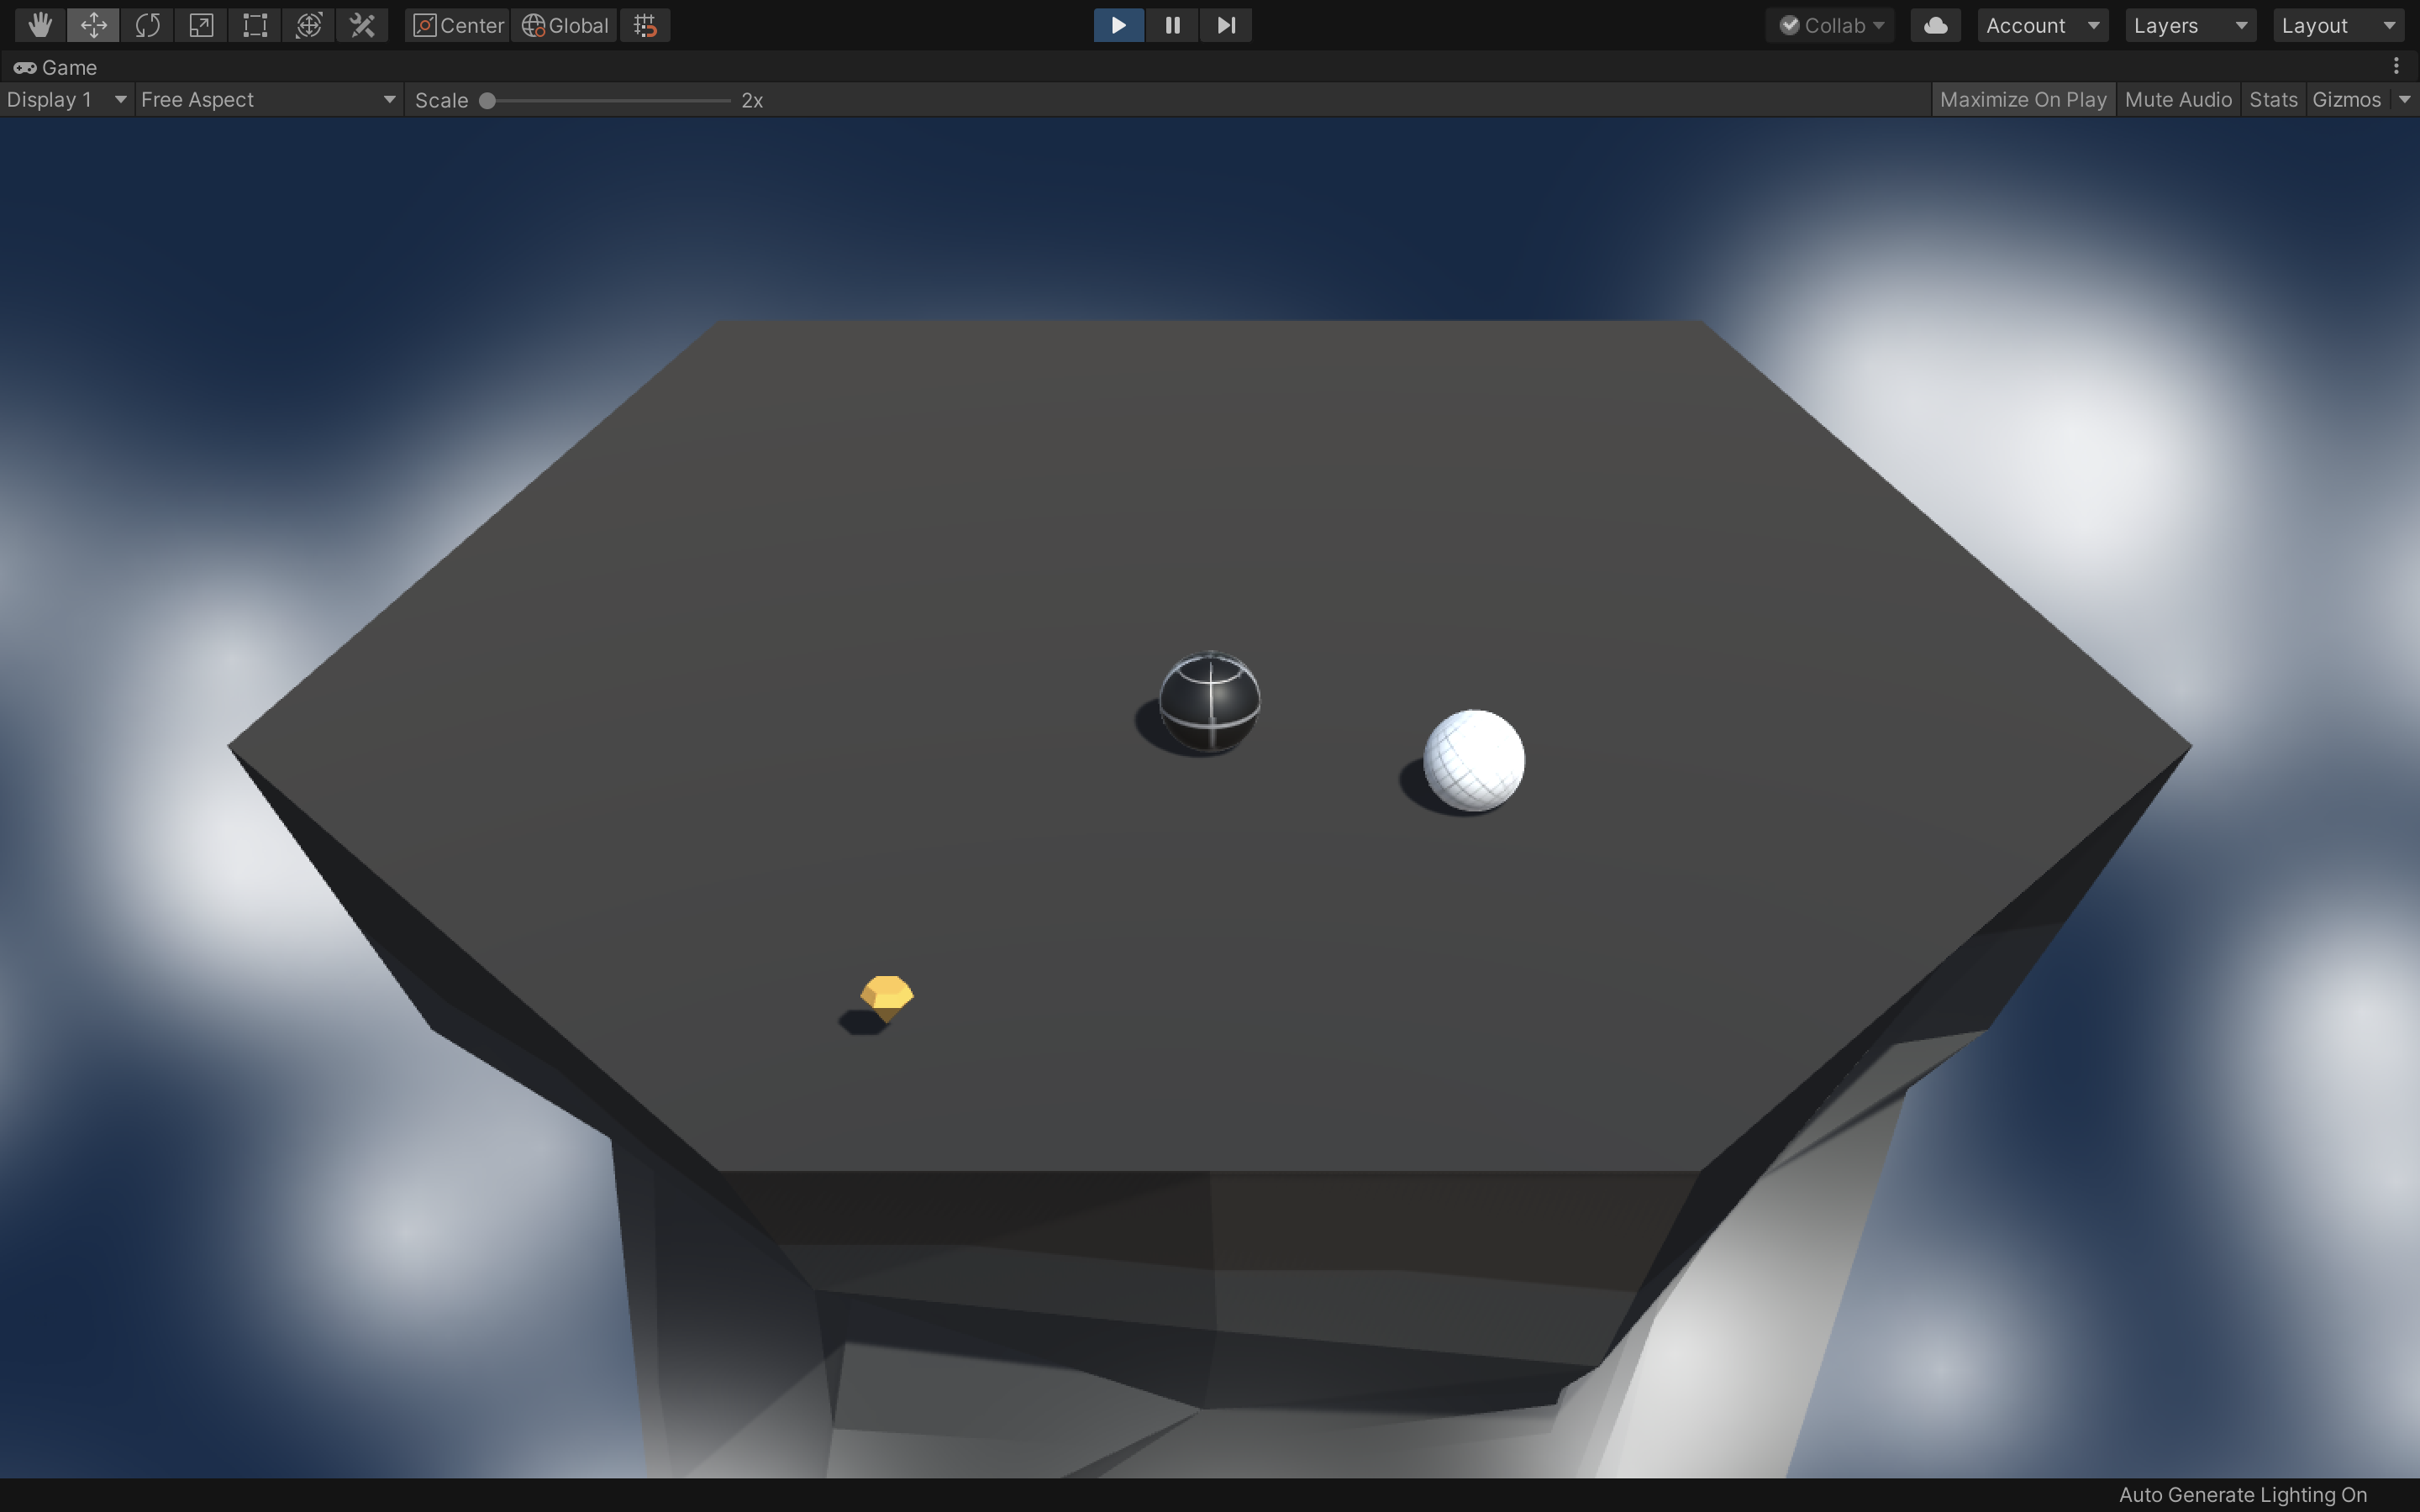 Center Global Collab Account Layers Layout
Game
Display 1 Free Aspect Scale 2x Maximize On Play Mute Audio Stats Gizmos
Auto Generate Lighting On